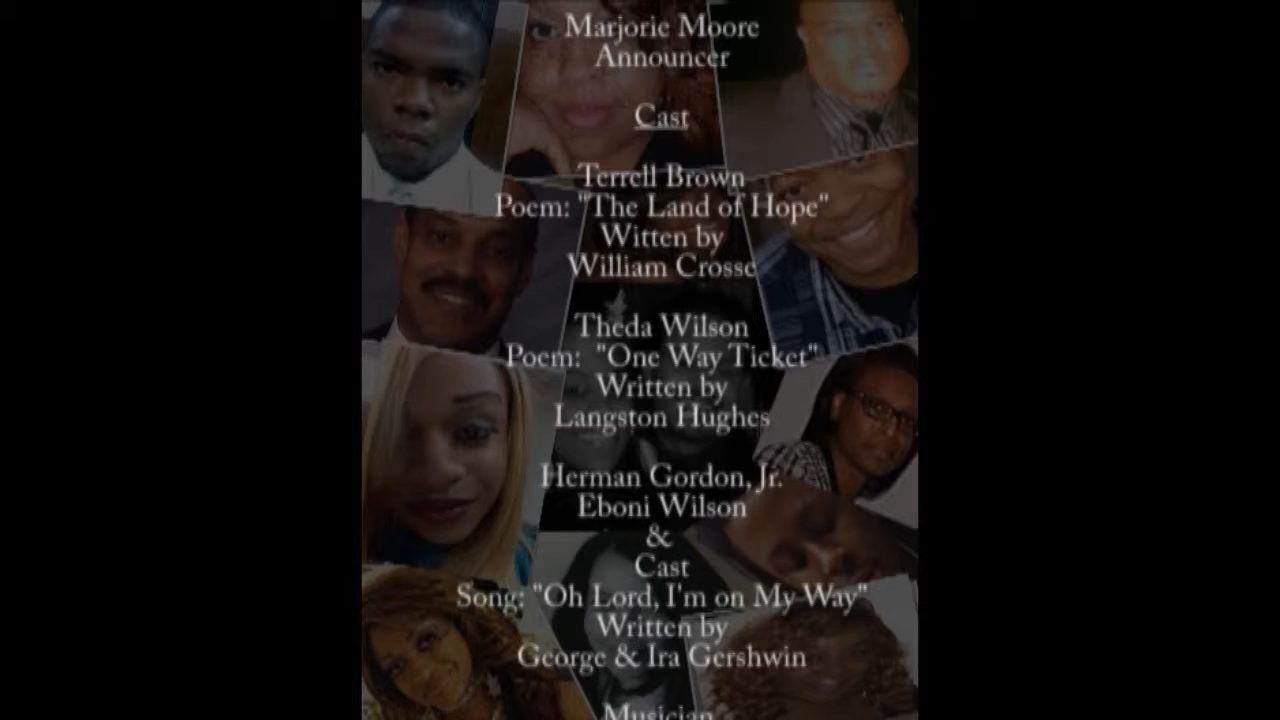 Marjorie Moore
Announcer
Cast
Terrell Brown
Poem: "The Land of Hope"
Witten by
William Crosse
Theda Wilson
Poem: "One Way Ticket"
Written by
Langston Hughes
Herman Gordon, Jr.
Eboni Wilson
&
Cast
Song: "Oh Lord, I'm on My Way"
Written by
George & Ira Gershwin
Musician